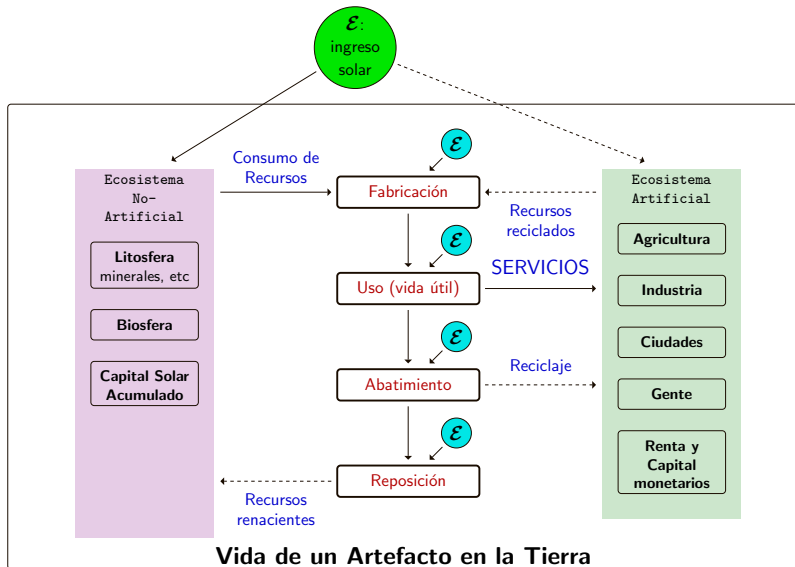 ℰ:
ingreso
solar
Ecosistema
No-
Artificial
Litosfera
minerales, etc
Biosfera
Capital Solar
Acumulado
Consumo de
Recursos
ℰ
Fabricación
Recursos
reciclados
ℰ
Uso (vida útil)
SERVICIOS
ℰ
Abatimiento
Reciclaje
ℰ
Reposición
Recursos
renacientes
Ecosistema
Artificial
Agricultura
Industria
Ciudades
Gente
Renta y
Capital
monetarios
Vida de un Artefacto en la Tierra